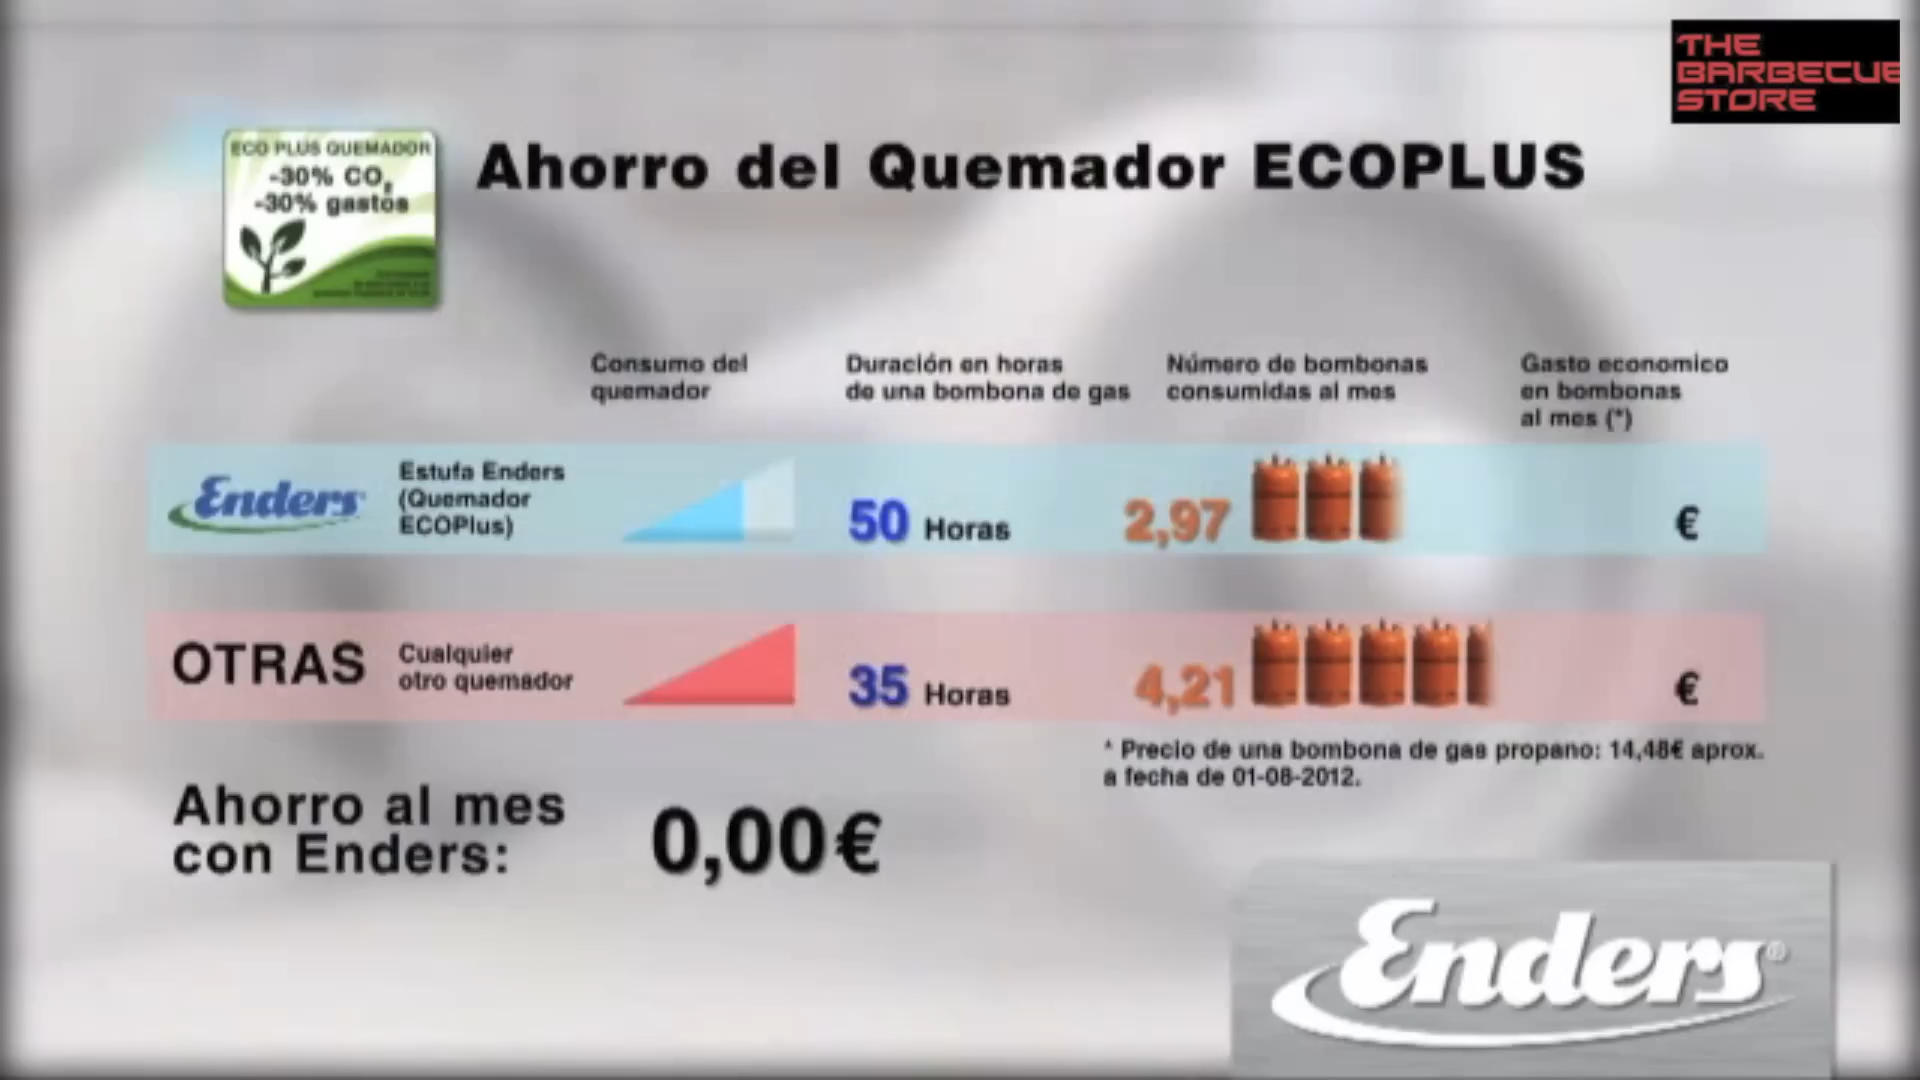 THE
BARBECUE
STORE
ECO PLUS QUEMADOR
-30% CO2
-30% gastos
Ahorro del Quemador ECOPLUS
Consumo del
quemador
Duración en horas
de una bombona de gas
Número de bombonas
consumidas al mes
Gasto economico
en bombonas
al mes (*)
Enders
Estufa Enders
(Quemador
ECOPlus)
50 Horas
2,97
€
OTRAS
Cualquier
otro quemador
35 Horas
4,21
€
* Precio de una bombona de gas propano: 14,48€ aprox.
a fecha de 01-08-2012.
Ahorro al mes
con Enders:
0,00€
Enders®